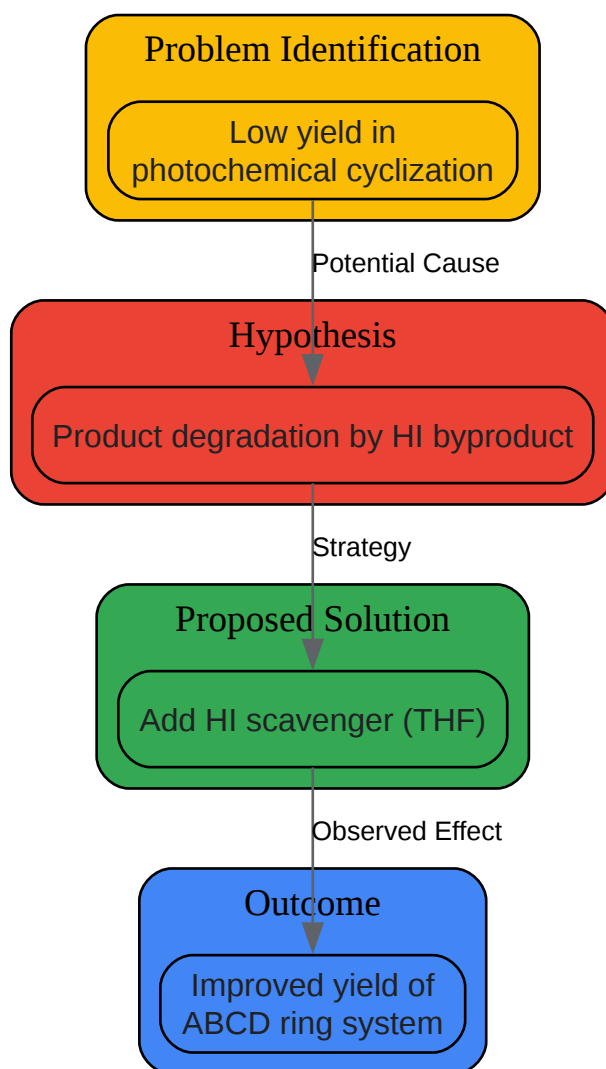 Problem Identification
Low yield in
photochemical cyclization
Potential Cause
Hypothesis
Product degradation by HI byproduct
Strategy
Proposed Solution
Add HI scavenger (THF)
Observed Effect
Outcome
Improved yield of
ABCD ring system